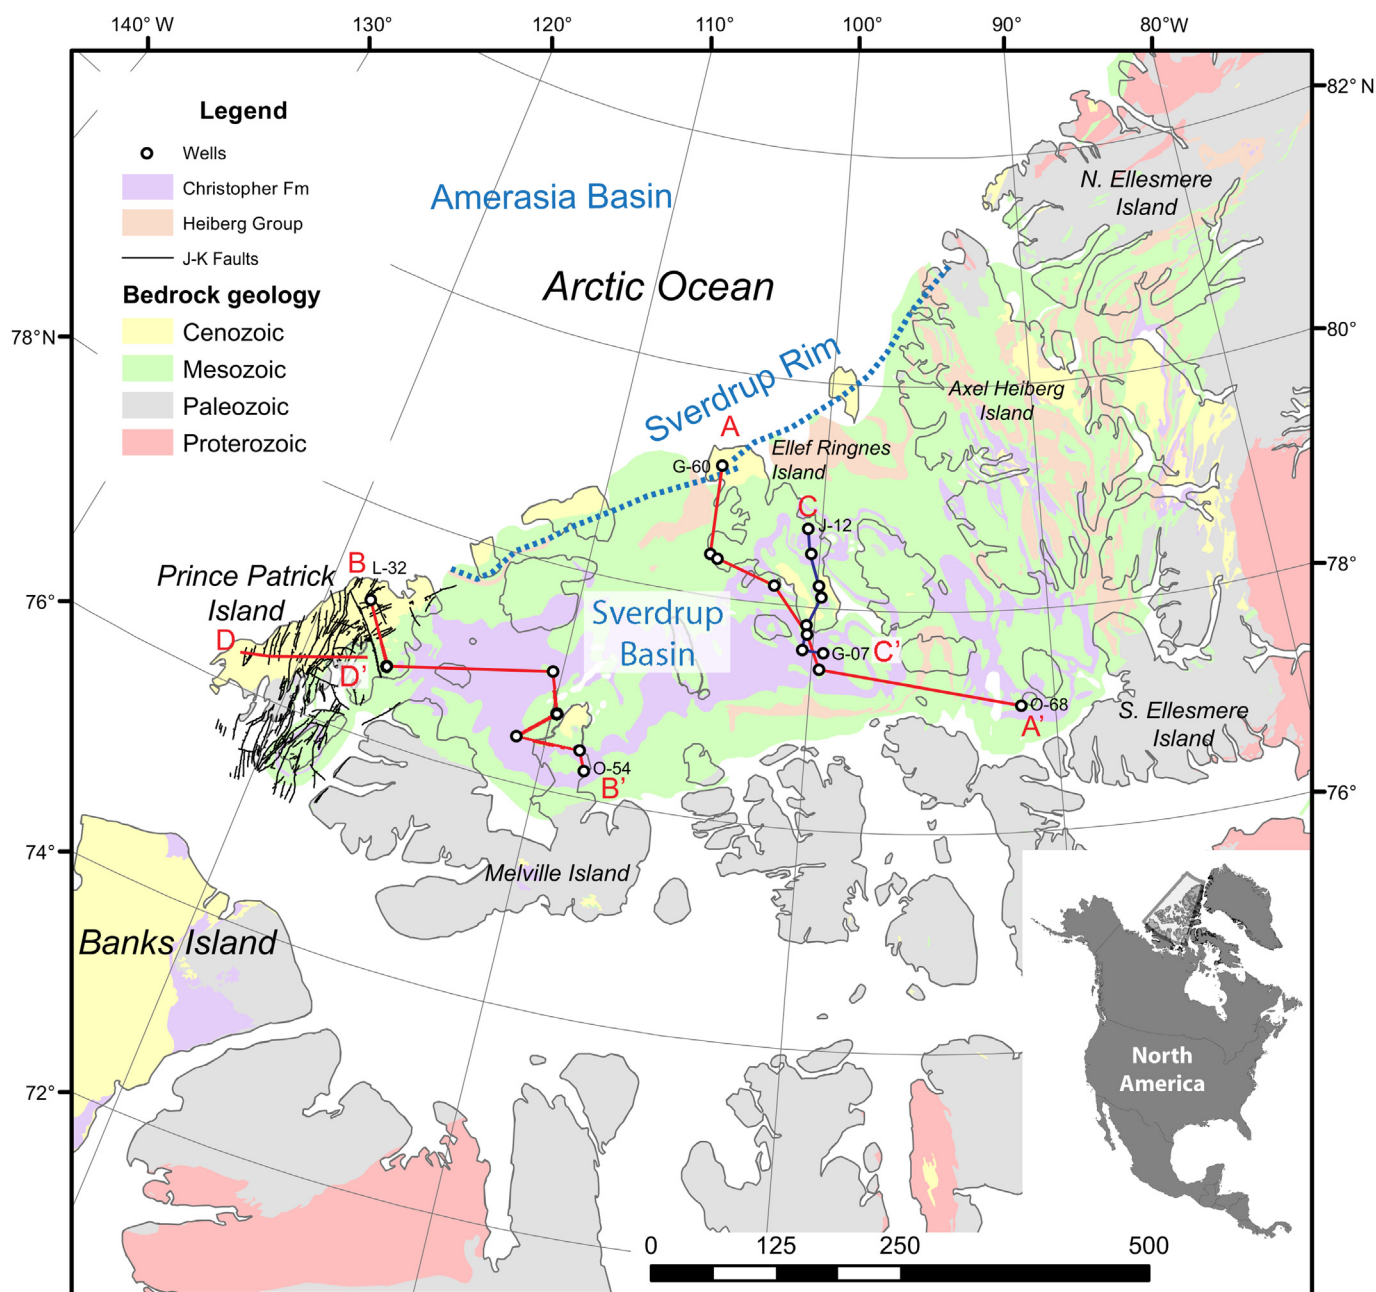 140° W 130° 120° 110° 100° 90° 80°W
82° N
80°
78°
76°
78°N
76°
74°
72°
Legend
Wells
Christopher Fm
Heiberg Group
J-K Faults
Bedrock geology
Cenozoic
Mesozoic
Paleozoic
Proterozoic
Amerasia Basin
Arctic Ocean
N. Ellesmere
Island
Sverdrup Rim
Axel Heiberg
Island
A
G-60
Ellef Ringnes
Island
C
J-12
B
L-32
Prince Patrick
Island
D
D'
Sverdrup
Basin
G-07
C'
O-68
A'
S. Ellesmere
Island
O-54
B'
Melville Island
Banks Island
North
America
0 125 250 500